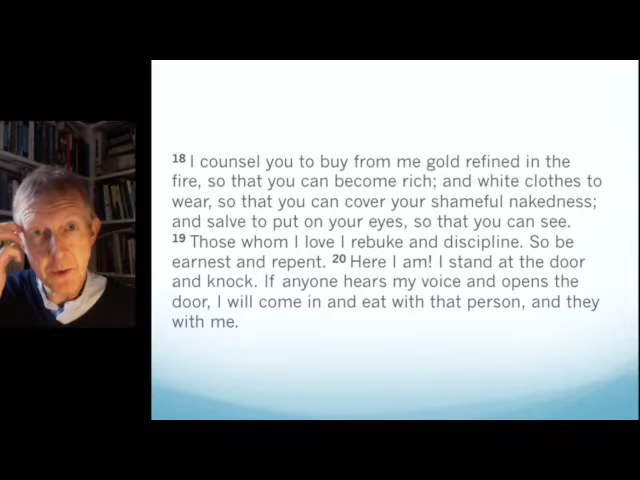 18 I counsel you to buy from me gold refined in the
fire, so that you can become rich; and white clothes to
wear, so that you can cover your shameful nakedness;
and salve to put on your eyes, so that you can see.
19 Those whom I love I rebuke and discipline. So be
earnest and repent. 20 Here I am! I stand at the door
and knock. If anyone hears my voice and opens the
door, I will come in and eat with that person, and they
with me.